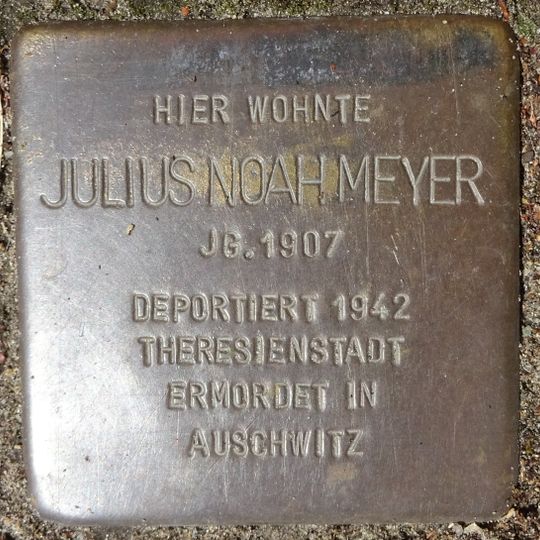 HIER WOHNTE
JULIUS NOAH MEYER
JG. 1907
DEPORTIERT 1942
THERESIENSTADT
ERMORDET IN
AUSCHWITZ